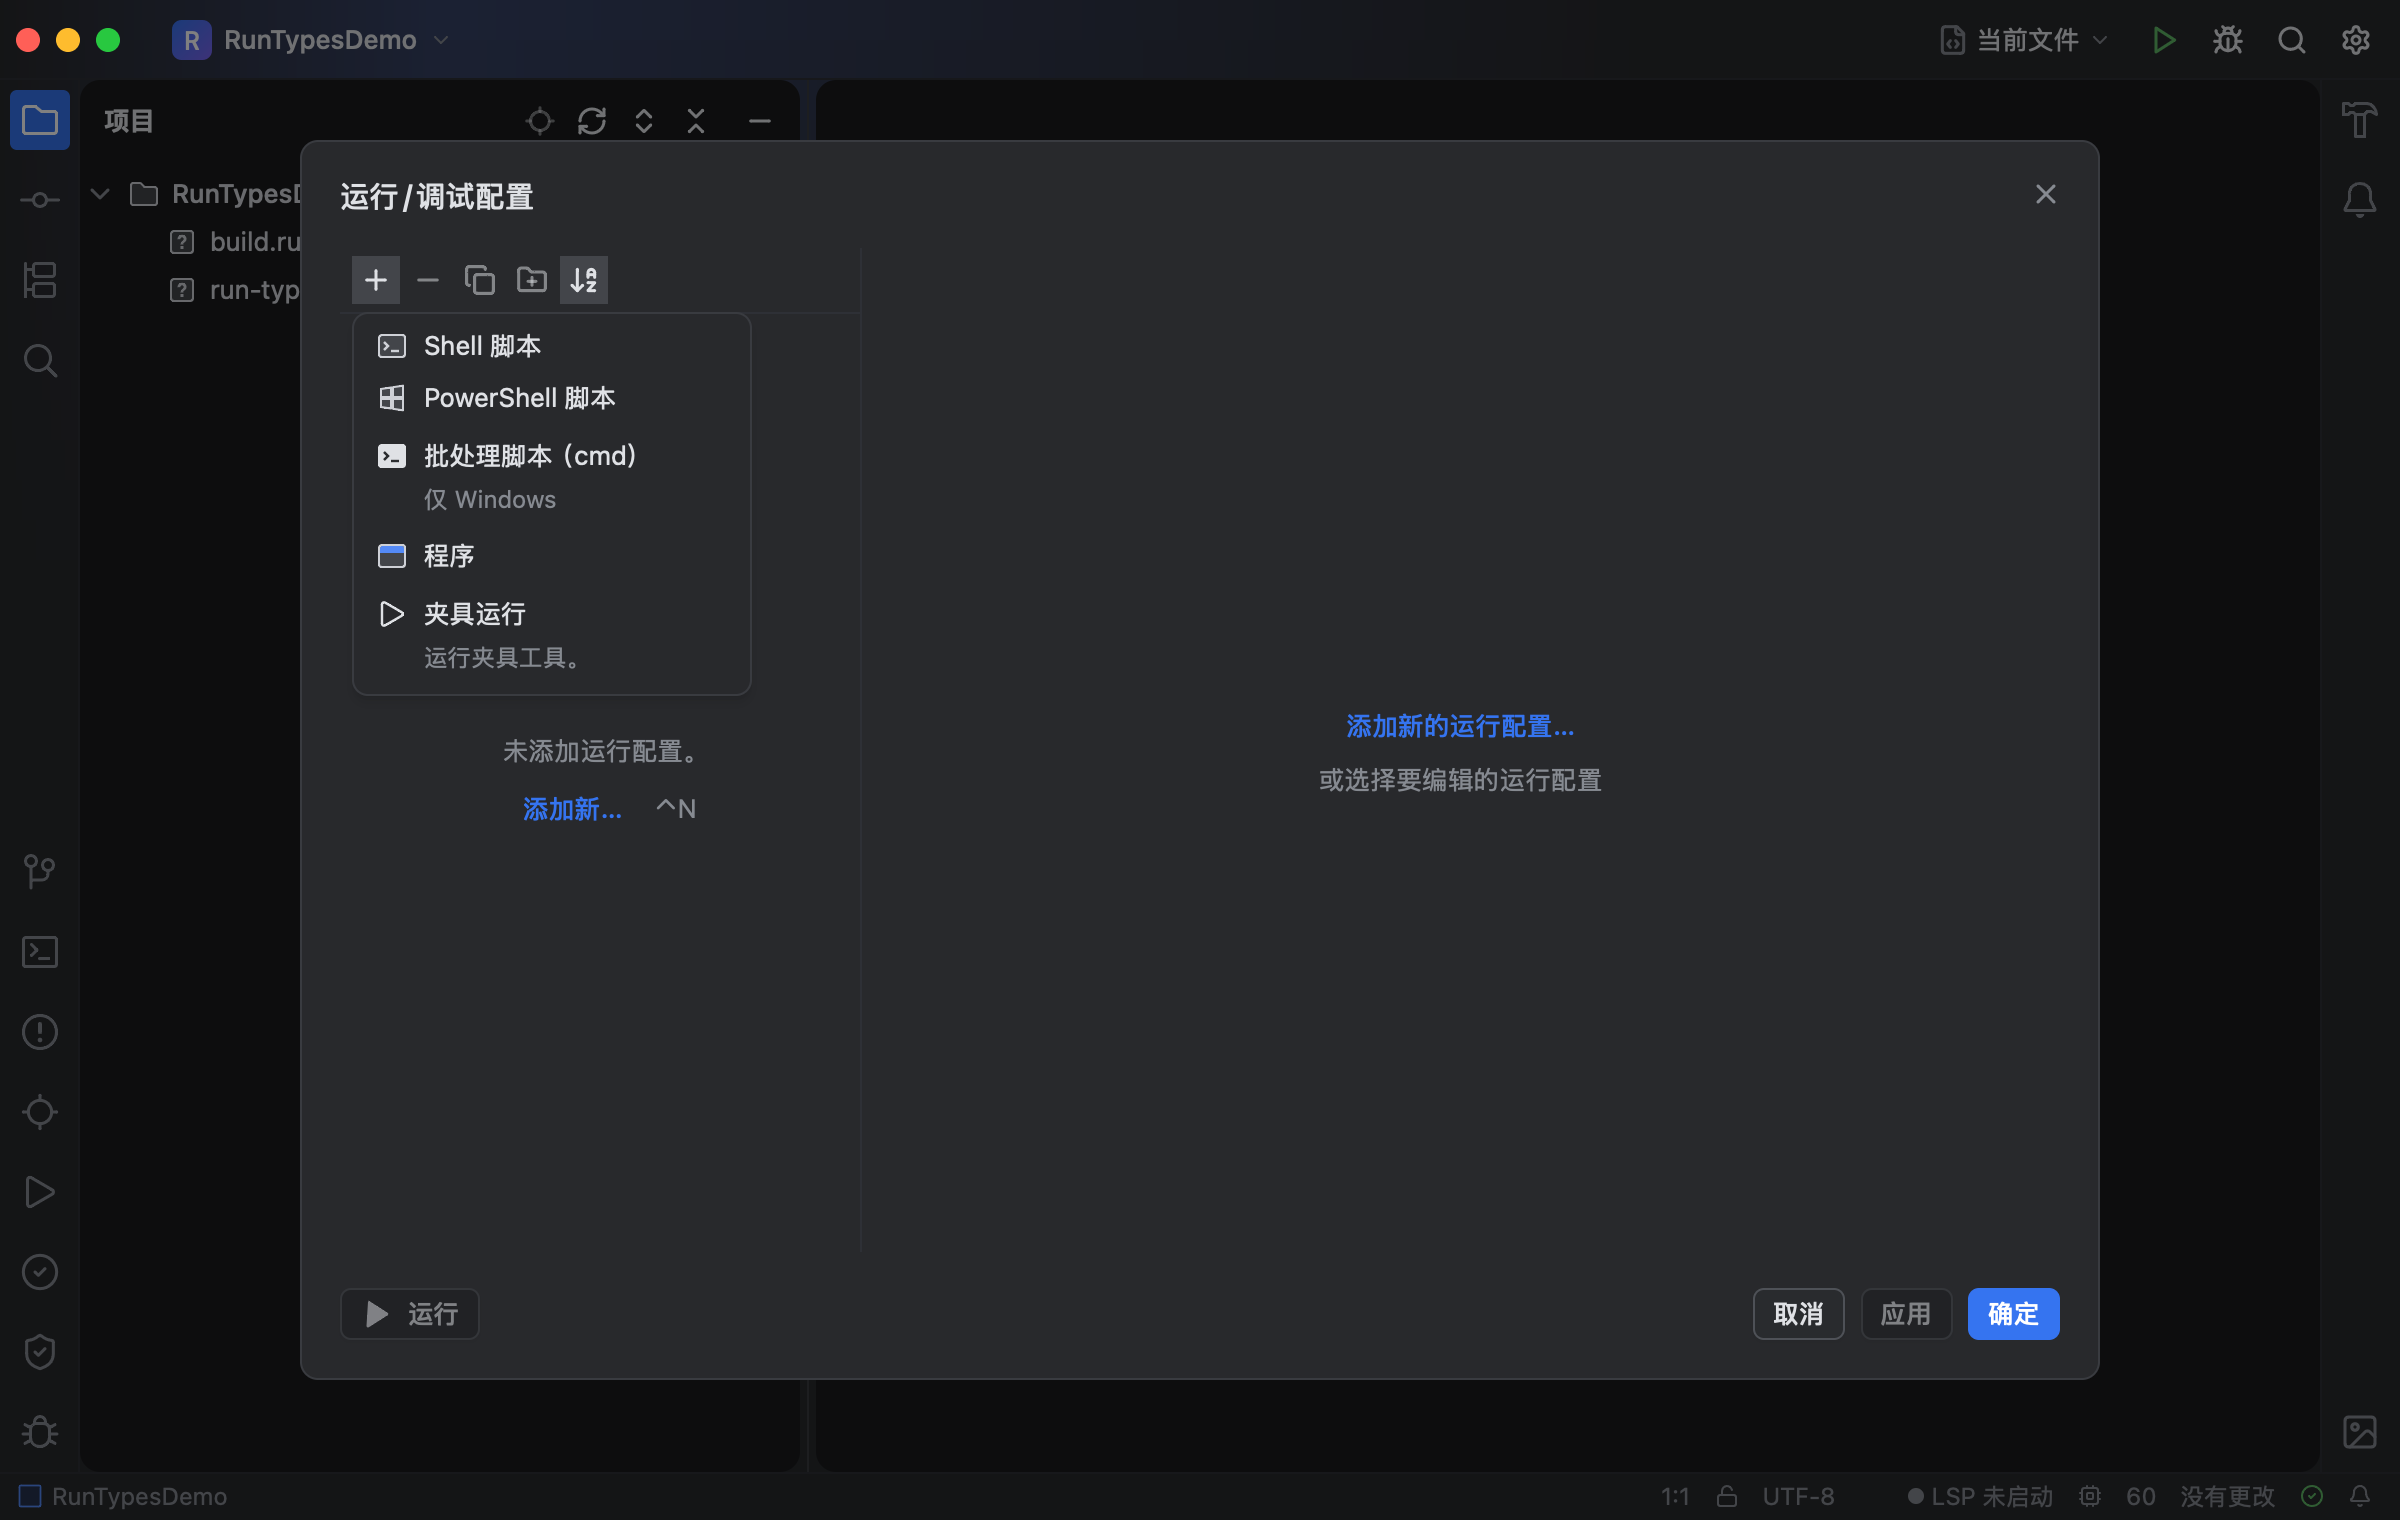 R RunTypesDemo
当前文件
项目
RunTypesD
build.ru
run-typ
运行/调试配置
Shell 脚本
PowerShell 脚本
批处理脚本（cmd）
仅 Windows
程序
夹具运行
运行夹具工具。
未添加运行配置。
添加新... ^N
添加新的运行配置...
或选择要编辑的运行配置
运行
取消
应用
确定
RunTypesDemo
1:1
UTF-8
LSP 未启动
60
没有更改